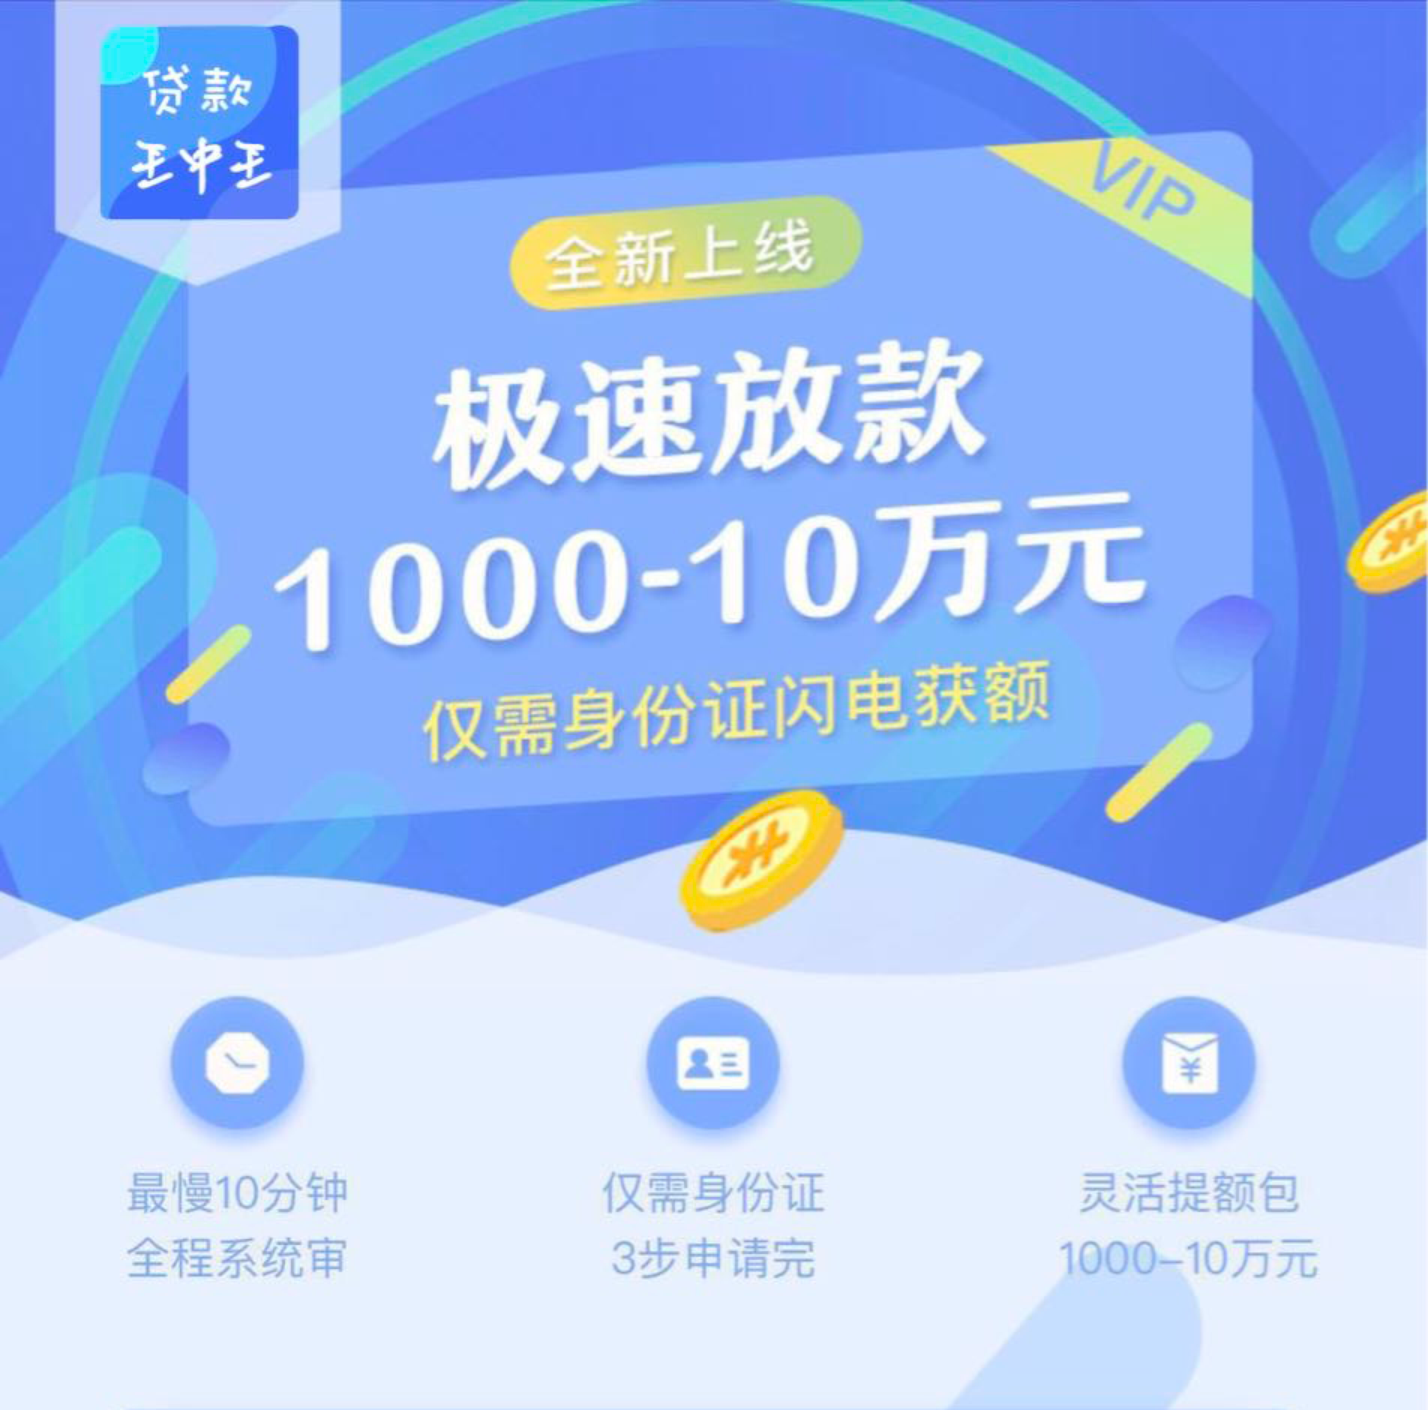 贷款
王中王
VIP
全新上线
极速放款
1000-10万元
仅需身份证闪电获额
最慢10分钟
全程系统审
仅需身份证
3步申请完
灵活提额包
1000-10万元